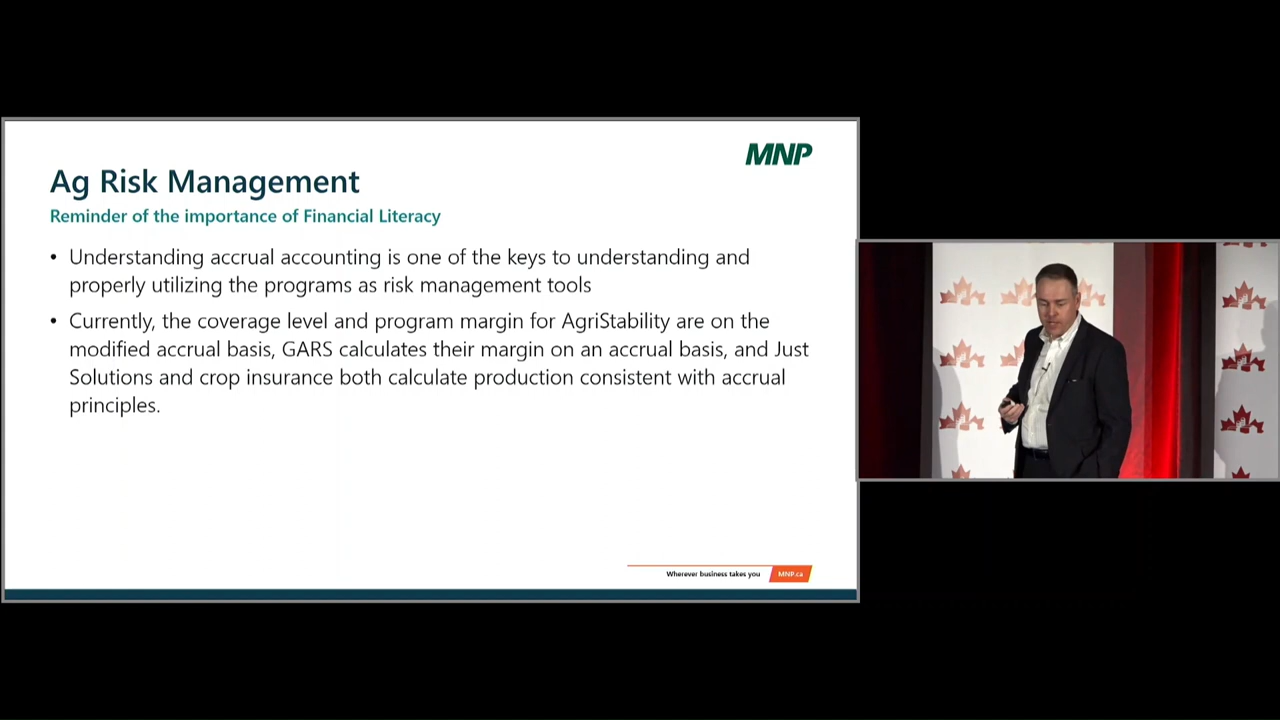 MNP
Ag Risk Management
Reminder of the importance of Financial Literacy
• Understanding accrual accounting is one of the keys to understanding and
properly utilizing the programs as risk management tools
• Currently, the coverage level and program margin for AgriStability are on the
modified accrual basis, GARS calculates their margin on an accrual basis, and Just
Solutions and crop insurance both calculate production consistent with accrual
principles.
Wherever business takes you
MNP.ca